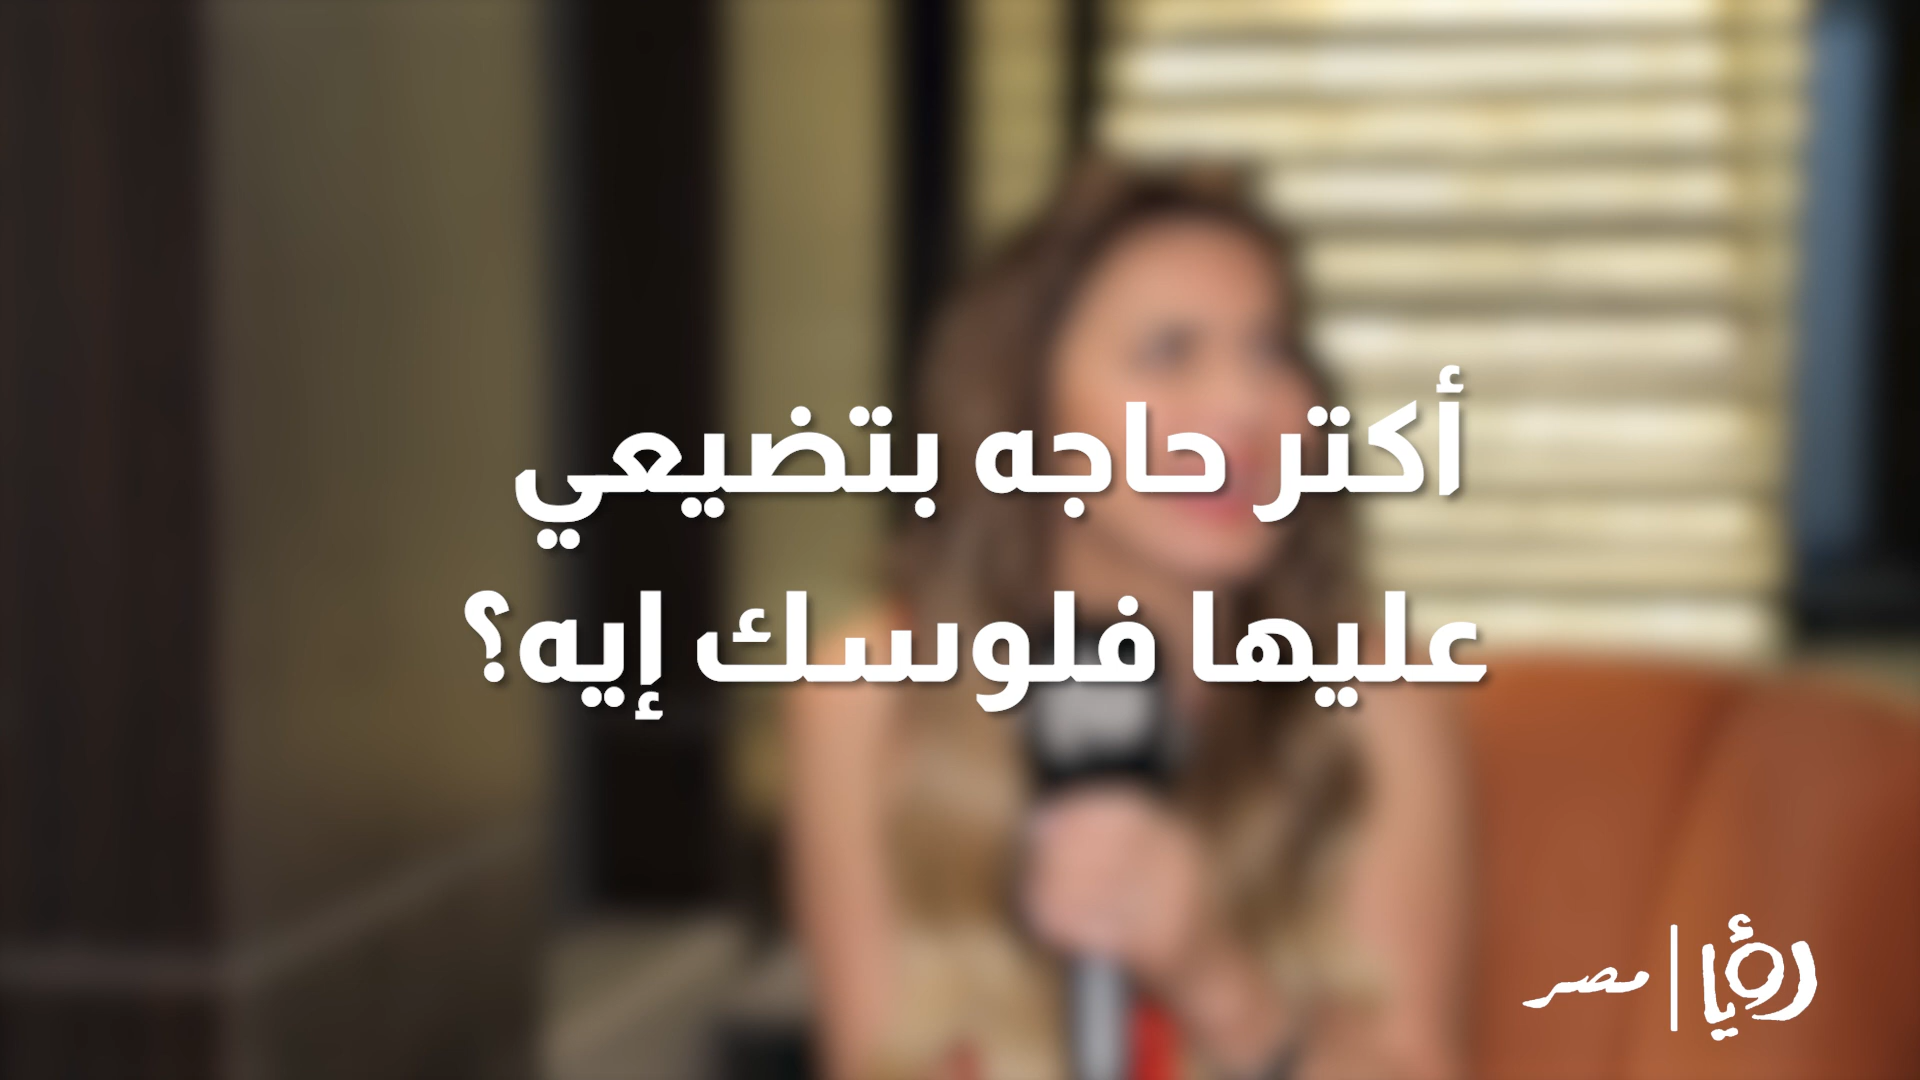 أكتر حاجه بتضيعي
عليها فلوسك إيه؟
رؤيا | مصر